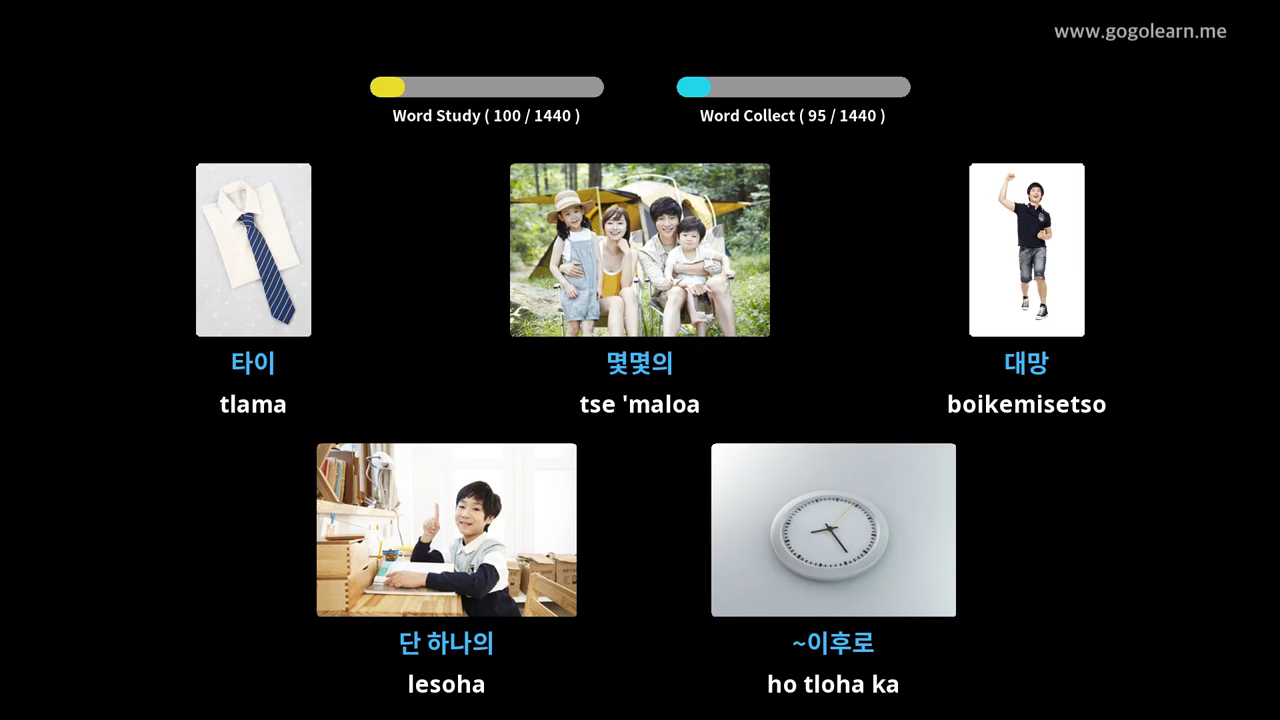 www.gogolearn.me
Word Study ( 100 / 1440 )
Word Collect ( 95 / 1440 )
타이
tlama
몇몇의
tse 'maloa
대망
boikemisetso
단 하나의
lesoha
~이후로
ho tloha ka